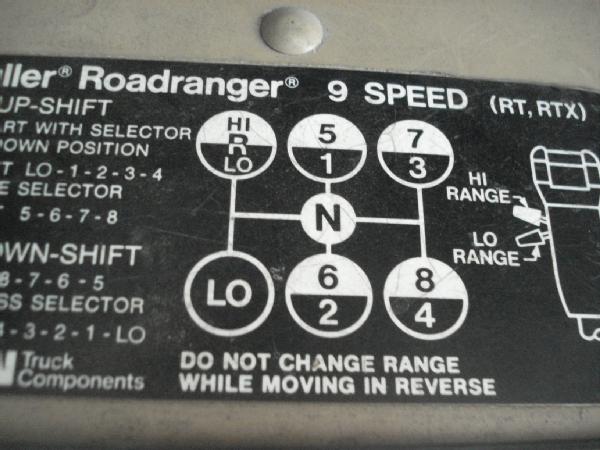 ller® Roadranger® 9 SPEED (RT, RTX)
UP-SHIFT
ART WITH SELECTOR
DOWN POSITION
T LO-1-2-3-4
E SELECTOR
T 5-6-7-8
OWN-SHIFT
8-7-6-5
SS SELECTOR
4-3-2-1-LO
N Truck
Components
HI
R
LO
5
1
7
3
N
LO
6
2
8
4
HI
RANGE
LO
RANGE
DO NOT CHANGE RANGE
WHILE MOVING IN REVERSE